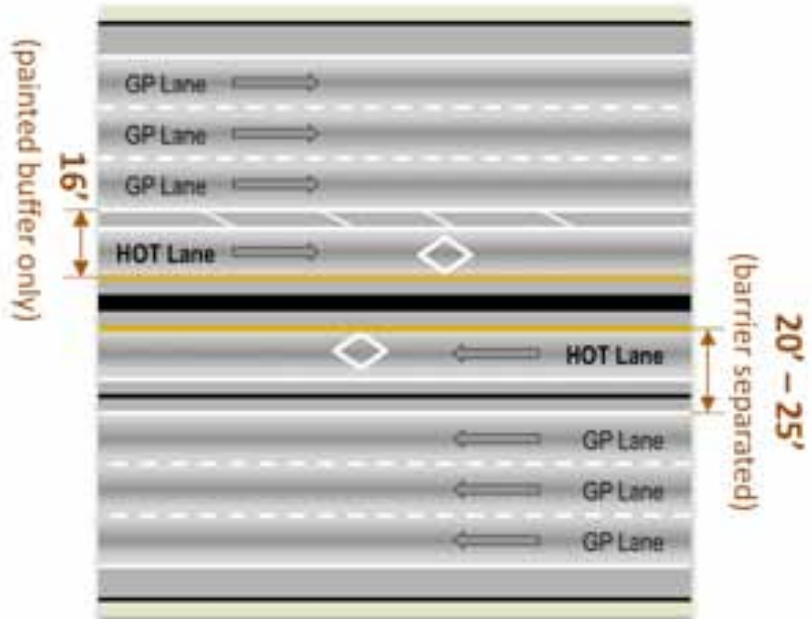 GP Lane
GP Lane
GP Lane
16’
(painted buffer only)
HOT Lane
HOT Lane
20’ – 25’
(barrier separated)
GP Lane
GP Lane
GP Lane